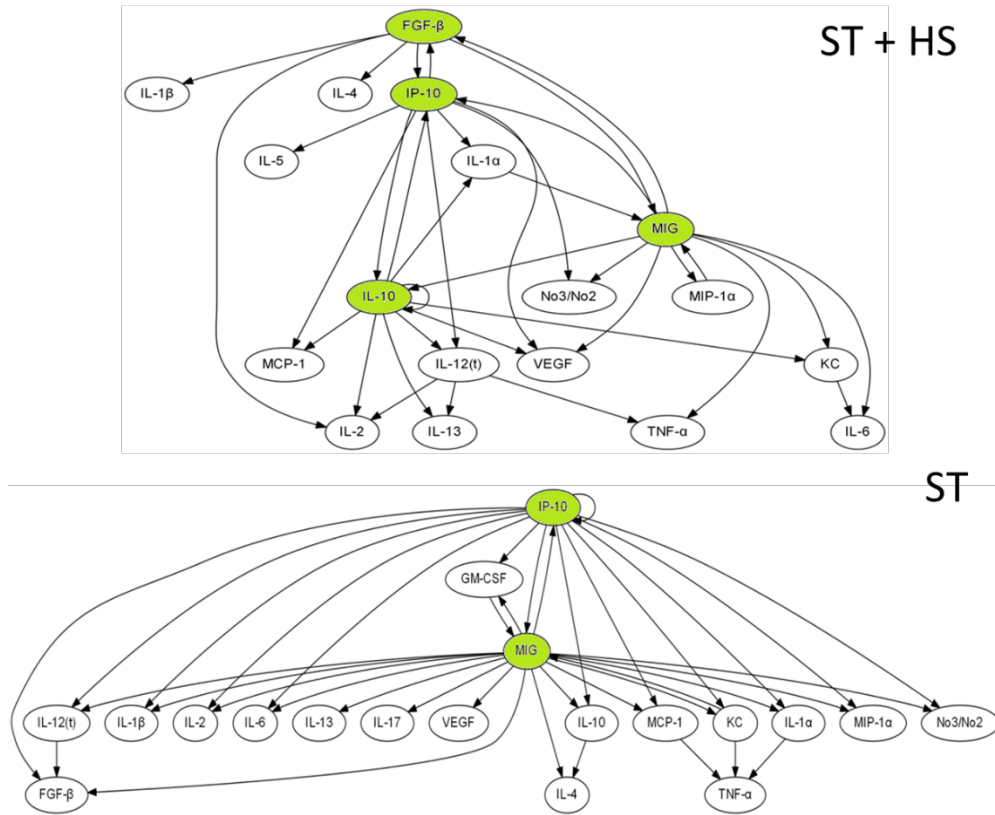 FGF-β
ST + HS
IL-1β
IL-4
IP-10
IL-5
IL-1α
MIG
IL-10
No3/No2
MIP-1α
MCP-1
IL-12(t)
VEGF
KC
IL-2
IL-13
TNF-α
IL-6
ST
IP-10
GM-CSF
MIG
IL-12(t)
IL-1β
IL-2
IL-6
IL-13
IL-17
VEGF
IL-10
MCP-1
KC
IL-1α
MIP-1α
No3/No2
FGF-β
IL-4
TNF-α